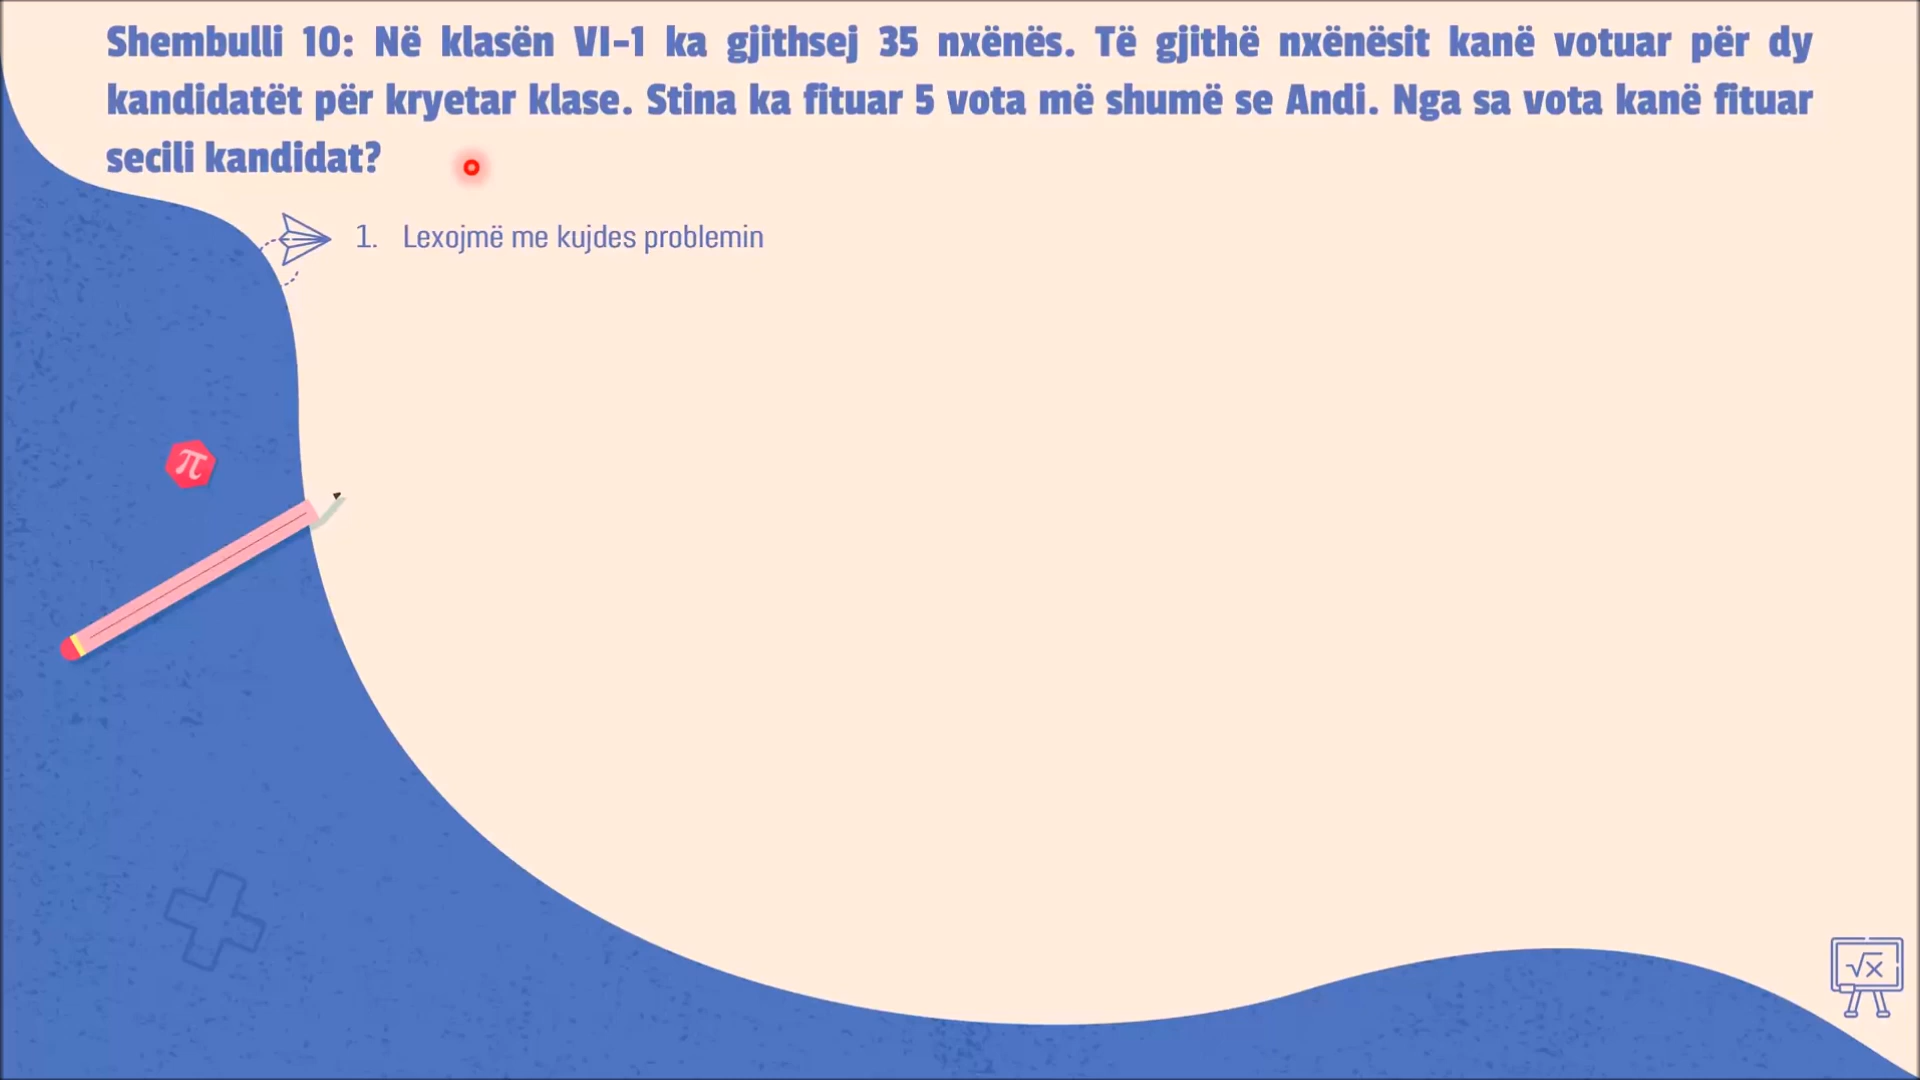 Shembulli 10: Në klasën VI-1 ka gjithsej 35 nxënës. Të gjithë nxënësit kanë votuar për dy
kandidatët për kryetar klase. Stina ka fituar 5 vota më shumë se Andi. Nga sa vota kanë fituar
secili kandidat?
1. Lexojmë me kujdes problemin
π
√x